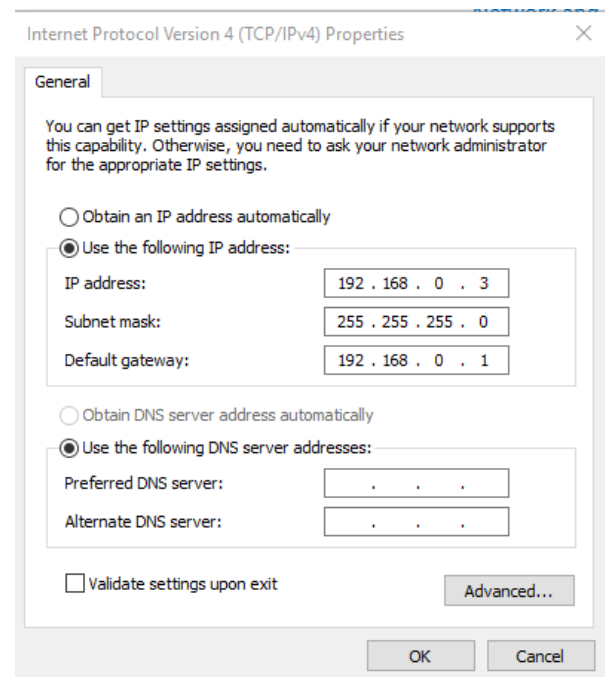 Network and
Internet Protocol Version 4 (TCP/IPv4) Properties
General
You can get IP settings assigned automatically if your network supports
this capability. Otherwise, you need to ask your network administrator
for the appropriate IP settings.
Obtain an IP address automatically
Use the following IP address:
IP address: 192 . 168 . 0 . 3
Subnet mask: 255 . 255 . 255 . 0
Default gateway: 192 . 168 . 0 . 1
Obtain DNS server address automatically
Use the following DNS server addresses:
Preferred DNS server: . . .
Alternate DNS server: . . .
Validate settings upon exit
Advanced...
OK Cancel